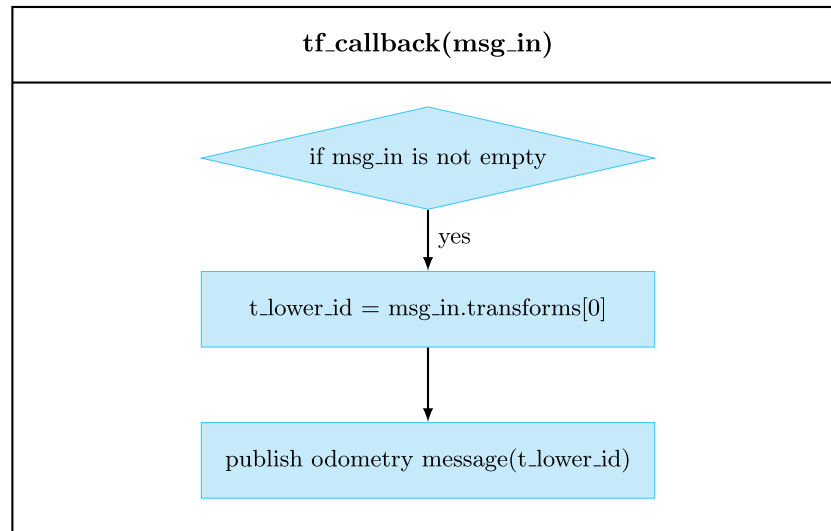 tf_callback(msg_in)
if msg_in is not empty
yes
t_lower_id = msg_in.transforms[0]
publish odometry message(t_lower_id)